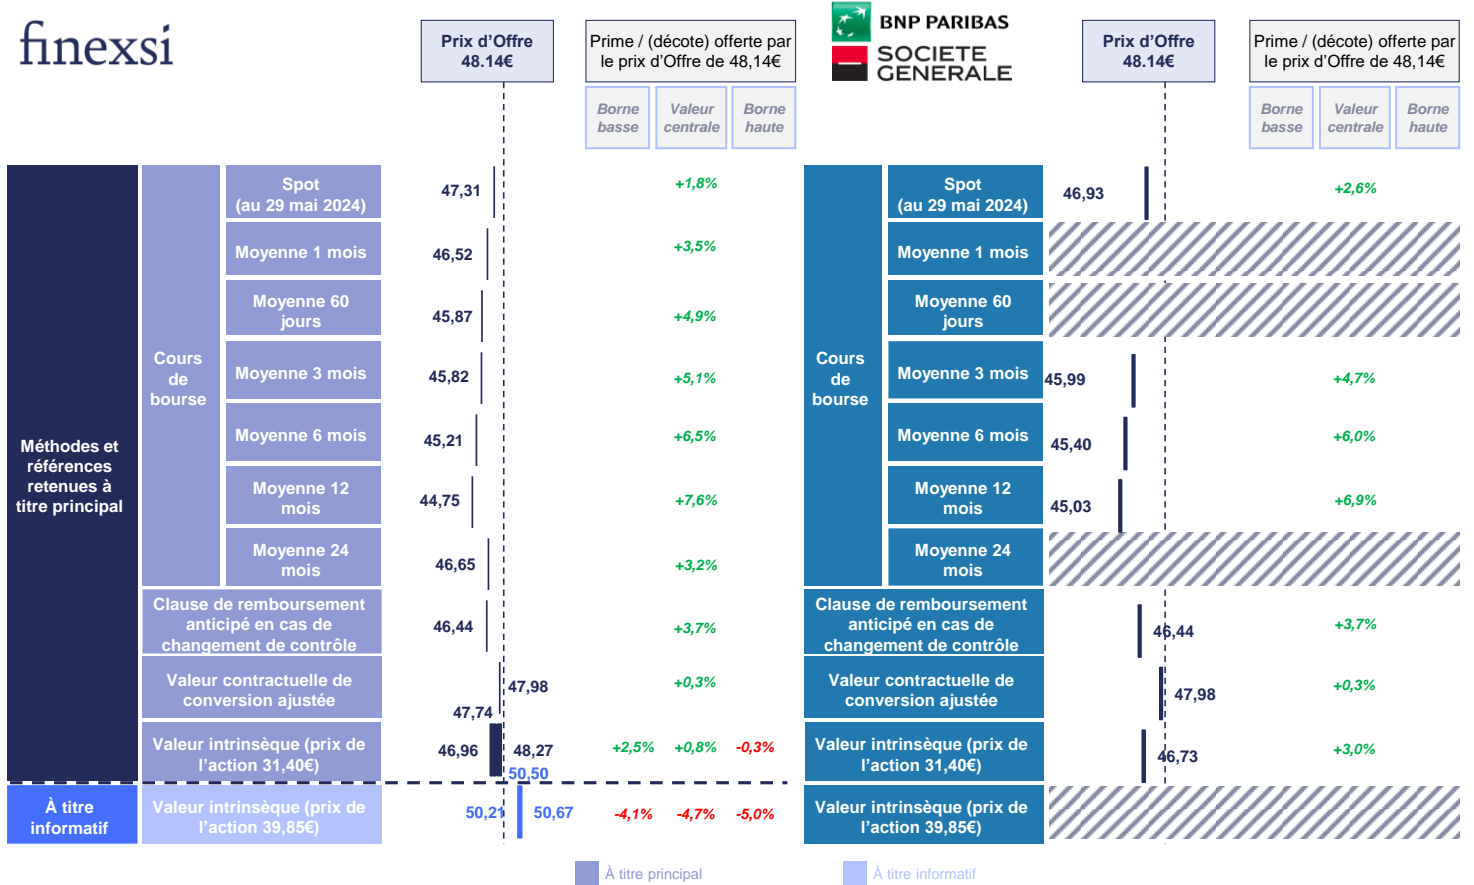 finexsi
Prix d'Offre
48.14€
Prime / (décote) offerte par
le prix d'Offre de 48,14€
Borne
basse
Valeur
centrale
Borne
haute
BNP PARIBAS
SOCIETE
GENERALE
Prix d'Offre
48.14€
Prime / (décote) offerte par
le prix d'Offre de 48,14€
Borne
basse
Valeur
centrale
Borne
haute
Méthodes et
références
retenues à
titre principal
Cours
de
bourse
Spot
(au 29 mai 2024)
47,31
+1,8%
Moyenne 1 mois
46,52
+3,5%
Moyenne 60
jours
45,87
+4,9%
Moyenne 3 mois
45,82
+5,1%
Moyenne 6 mois
45,21
+6,5%
Moyenne 12
mois
44,75
+7,6%
Moyenne 24
mois
46,65
+3,2%
Clause de remboursement
anticipé en cas de
changement de contrôle
46,44
+3,7%
Valeur contractuelle de
conversion ajustée
47,98
+0,3%
Valeur intrinsèque (prix de
l'action 31,40€)
47,74
46,96
48,27
+2,5%
+0,8%
-0,3%
À titre
informatif
Valeur intrinsèque (prix de
l'action 39,85€)
50,50
50,21
50,67
-4,1%
-4,7%
-5,0%
Cours
de
bourse
Spot
(au 29 mai 2024)
46,93
+2,6%
Moyenne 1 mois
Moyenne 60
jours
Moyenne 3 mois
45,99
+4,7%
Moyenne 6 mois
45,40
+6,0%
Moyenne 12
mois
45,03
+6,9%
Moyenne 24
mois
Clause de remboursement
anticipé en cas de
changement de contrôle
46,44
+3,7%
Valeur contractuelle de
conversion ajustée
47,98
+0,3%
Valeur intrinsèque (prix de
l'action 31,40€)
46,73
+3,0%
Valeur intrinsèque (prix de
l'action 39,85€)
À titre principal
À titre informatif